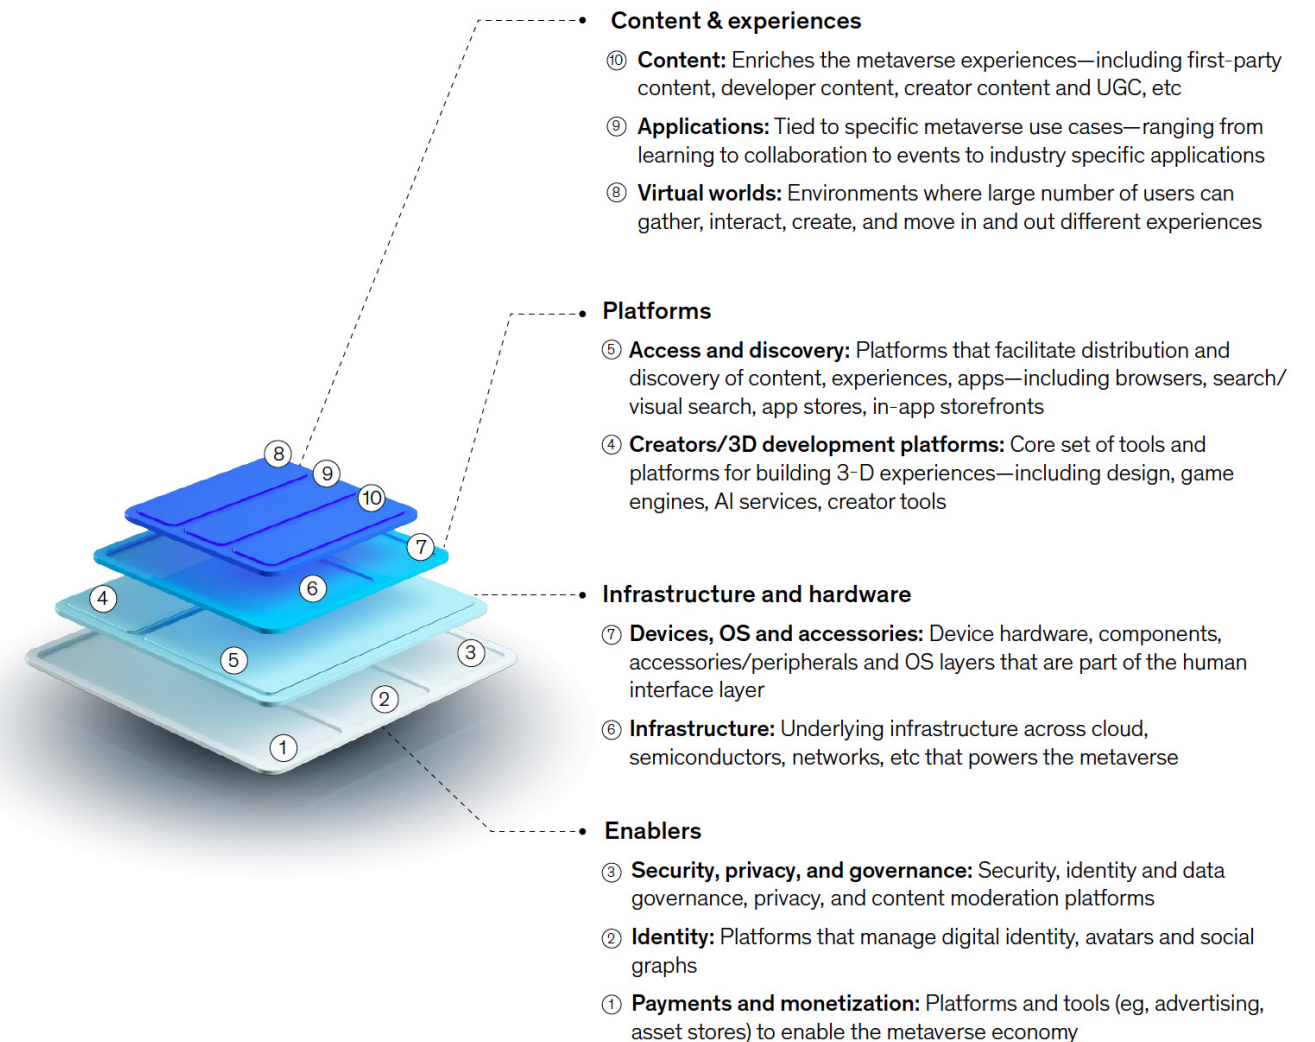 Content & experiences
⑩ Content: Enriches the metaverse experiences—including first-party
content, developer content, creator content and UGC, etc
⑨ Applications: Tied to specific metaverse use cases—ranging from
learning to collaboration to events to industry specific applications
⑧ Virtual worlds: Environments where large number of users can
gather, interact, create, and move in and out different experiences
Platforms
⑤ Access and discovery: Platforms that facilitate distribution and
discovery of content, experiences, apps—including browsers, search/
visual search, app stores, in-app storefronts
④ Creators/3D development platforms: Core set of tools and
platforms for building 3-D experiences—including design, game
engines, AI services, creator tools
Infrastructure and hardware
⑦ Devices, OS and accessories: Device hardware, components,
accessories/peripherals and OS layers that are part of the human
interface layer
⑥ Infrastructure: Underlying infrastructure across cloud,
semiconductors, networks, etc that powers the metaverse
Enablers
③ Security, privacy, and governance: Security, identity and data
governance, privacy, and content moderation platforms
② Identity: Platforms that manage digital identity, avatars and social
graphs
① Payments and monetization: Platforms and tools (eg, advertising,
asset stores) to enable the metaverse economy
⑧
⑨
⑩
⑦
⑥
④
⑤
③
②
①